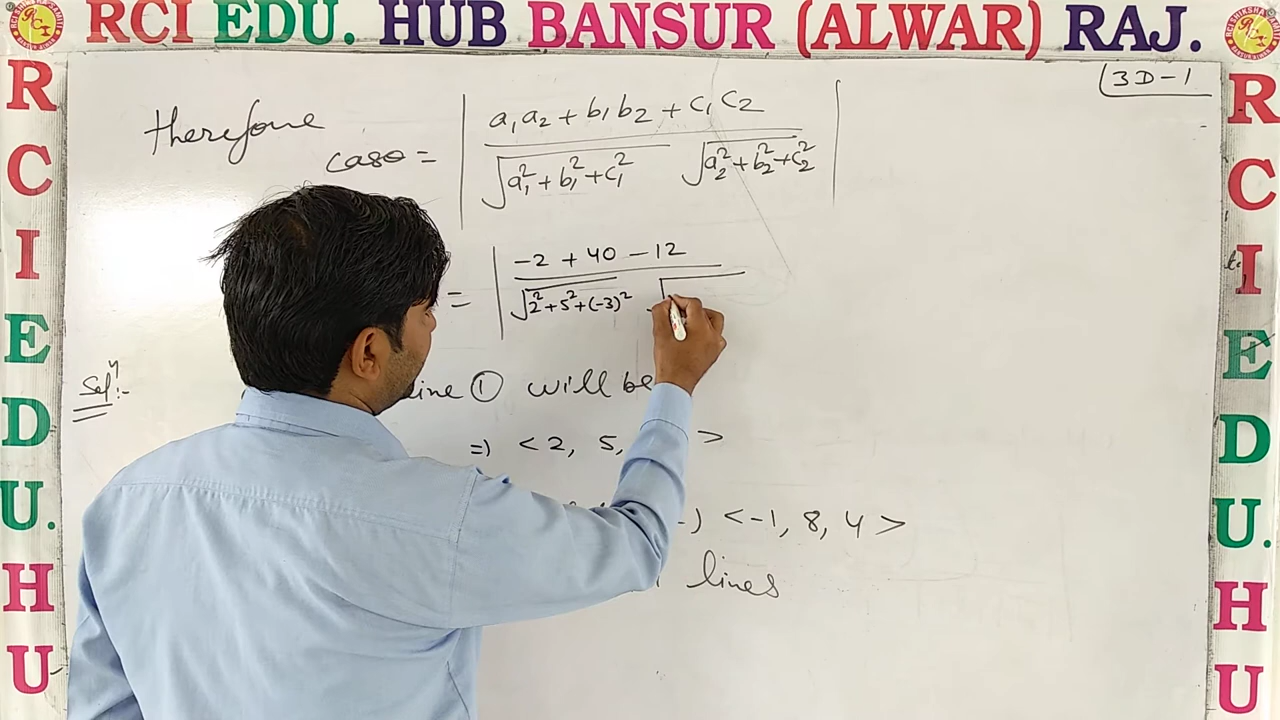 RCI EDU. HUB BANSUR (ALWAR) RAJ.
R
C
I
E
D
U.
H
U
R
C
I
E
D
U.
H
U
3D-1
therefore
cosθ = | a₁a₂ + b₁b₂ + c₁c₂ / √a₁² + b₁² + c₁² √a₂² + b₂² + c₂² |
= | -2 + 40 - 12 / √2² + 5² + (-3)² √
Solⁿ:-
line ① will be
⇒ < 2, 5, >
< -1, 8, 4 >
lines